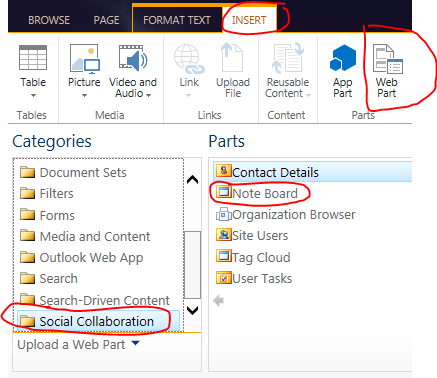 BROWSE PAGE FORMAT TEXT INSERT
Table Picture Video and Audio Link Upload File Reusable Content App Part Web Part
Tables Media Links Content Parts
Categories
Document Sets
Filters
Forms
Media and Content
Outlook Web App
Search
Search-Driven Content
Social Collaboration
Upload a Web Part
Parts
Contact Details
Note Board
Organization Browser
Site Users
Tag Cloud
User Tasks